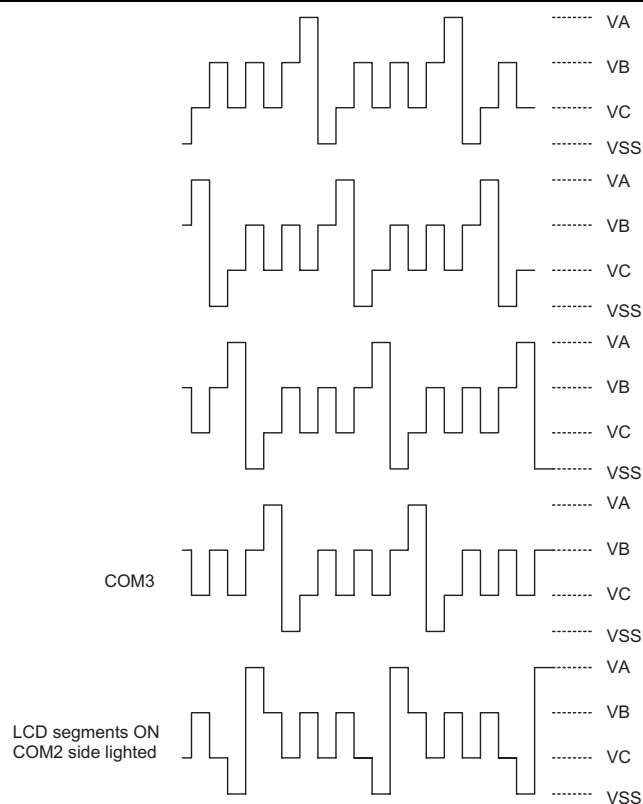 VA
VB
VC
VSS
VA
VB
VC
VSS
VA
VB
VC
VSS
VA
VB
COM3
VC
VSS
VA
VB
LCD segments ON
COM2 side lighted
VC
VSS